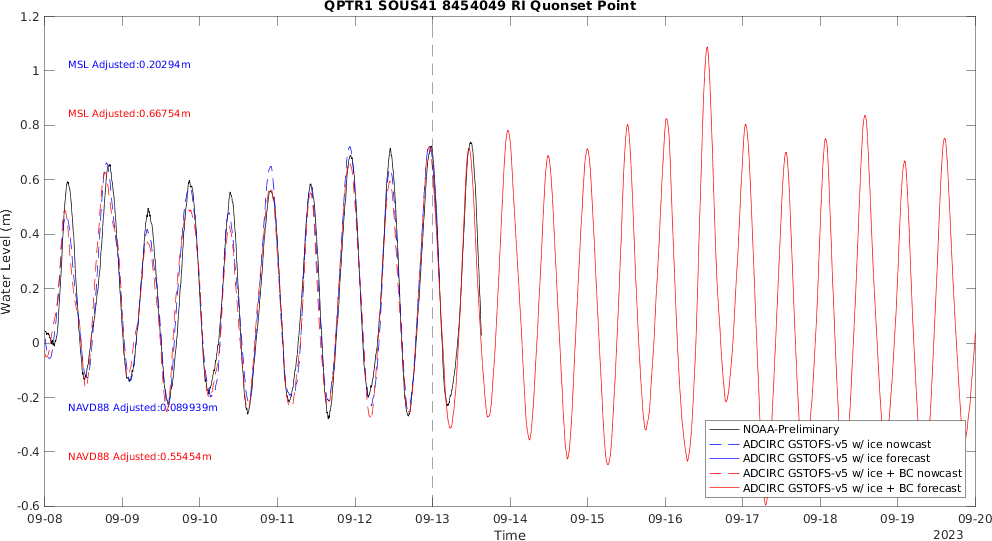 QPTR1 SOUS41 8454049 RI Quonset Point
1.2
1
0.8
0.6
0.4
0.2
0
-0.2
-0.4
-0.6
Water Level (m)
MSL Adjusted:0.20294m
MSL Adjusted:0.66754m
NAVD88 Adjusted:0.089939m
NAVD88 Adjusted:0.55454m
NOAA-Preliminary
ADCIRC GSTOFS-v5 w/ ice nowcast
ADCIRC GSTOFS-v5 w/ ice forecast
ADCIRC GSTOFS-v5 w/ ice + BC nowcast
ADCIRC GSTOFS-v5 w/ ice + BC forecast
09-08 09-09 09-10 09-11 09-12 09-13 09-14 09-15 09-16 09-17 09-18 09-19 09-20
Time
2023